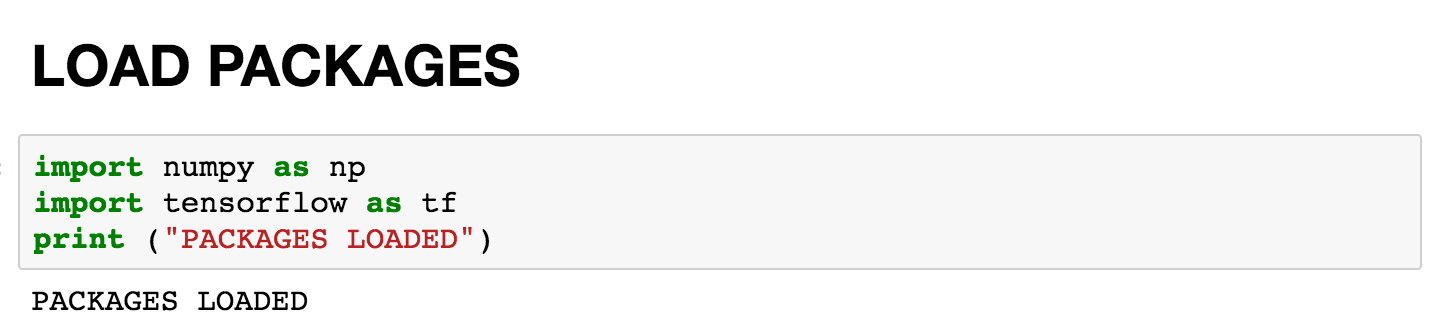 LOAD PACKAGES
import numpy as np
import tensorflow as tf
print ("PACKAGES LOADED")
PACKAGES LOADED